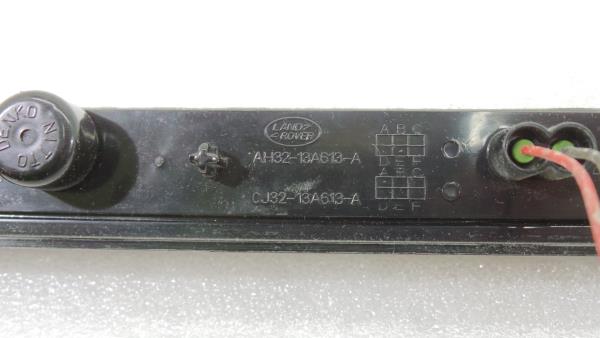 DENKO
NITTO
LAND
ROVER
A B C
AH32-13A613-A
D E F
A B C
CJ32-13A613-A
D E F